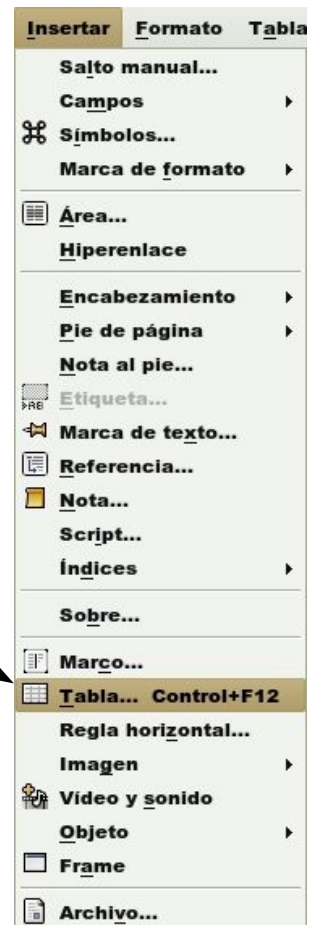 Insertar Formato Tabla
Salto manual...
Campos
Símbolos...
Marca de formato
Área...
Hiperenlace
Encabezamiento
Pie de página
Nota al pie...
Etiqueta...
Marca de texto...
Referencia...
Nota...
Script...
Índices
Sobre...
Marco...
Tabla... Control+F12
Regla horizontal...
Imagen
Vídeo y sonido
Objeto
Frame
Archivo...